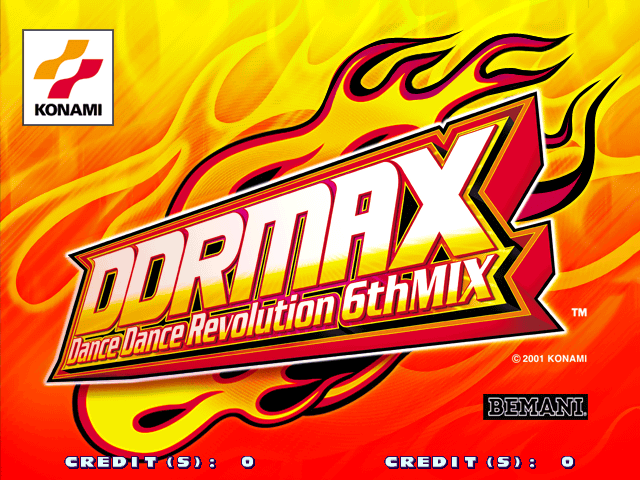 KONAMI
DDRMAX
Dance Dance Revolution 6thMIX
TM
© 2001 KONAMI
BEMANI
CREDIT(S): 0
CREDIT(S): 0